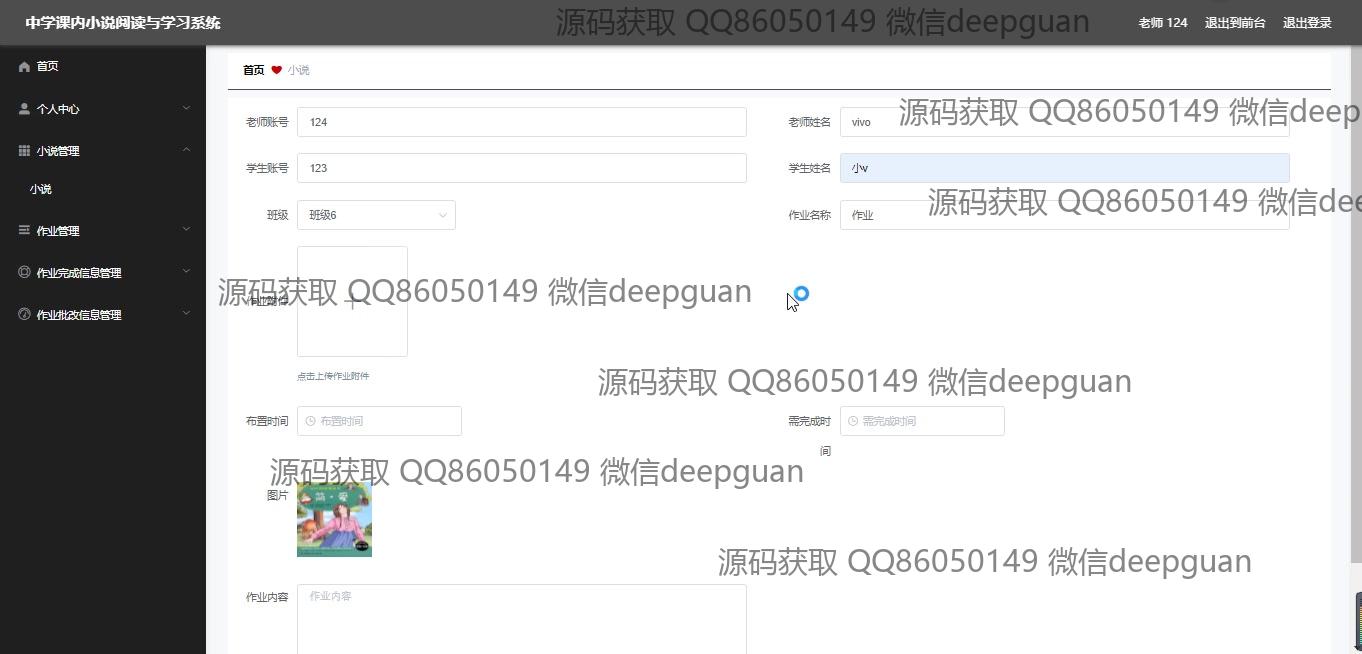 中学课内小说阅读与学习系统
源码获取 QQ86050149 微信deepguan
老师 124 退出到前台 退出登录
首页
个人中心
小说管理
小说
作业管理
作业完成信息管理
作业批改信息管理
首页 小说
老师账号 124
老师姓名 vivo
源码获取 QQ86050149 微信deep
学生账号 123
学生姓名 小v
班级 班级6
作业名称 作业
源码获取 QQ86050149 微信dee
作业附件
源码获取 QQ86050149 微信deepguan
点击上传作业附件
源码获取 QQ86050149 微信deepguan
布置时间 布置时间
需完成时
间
需完成时间
源码获取 QQ86050149 微信deepguan
图片
简·爱
源码获取 QQ86050149 微信deepguan
作业内容 作业内容